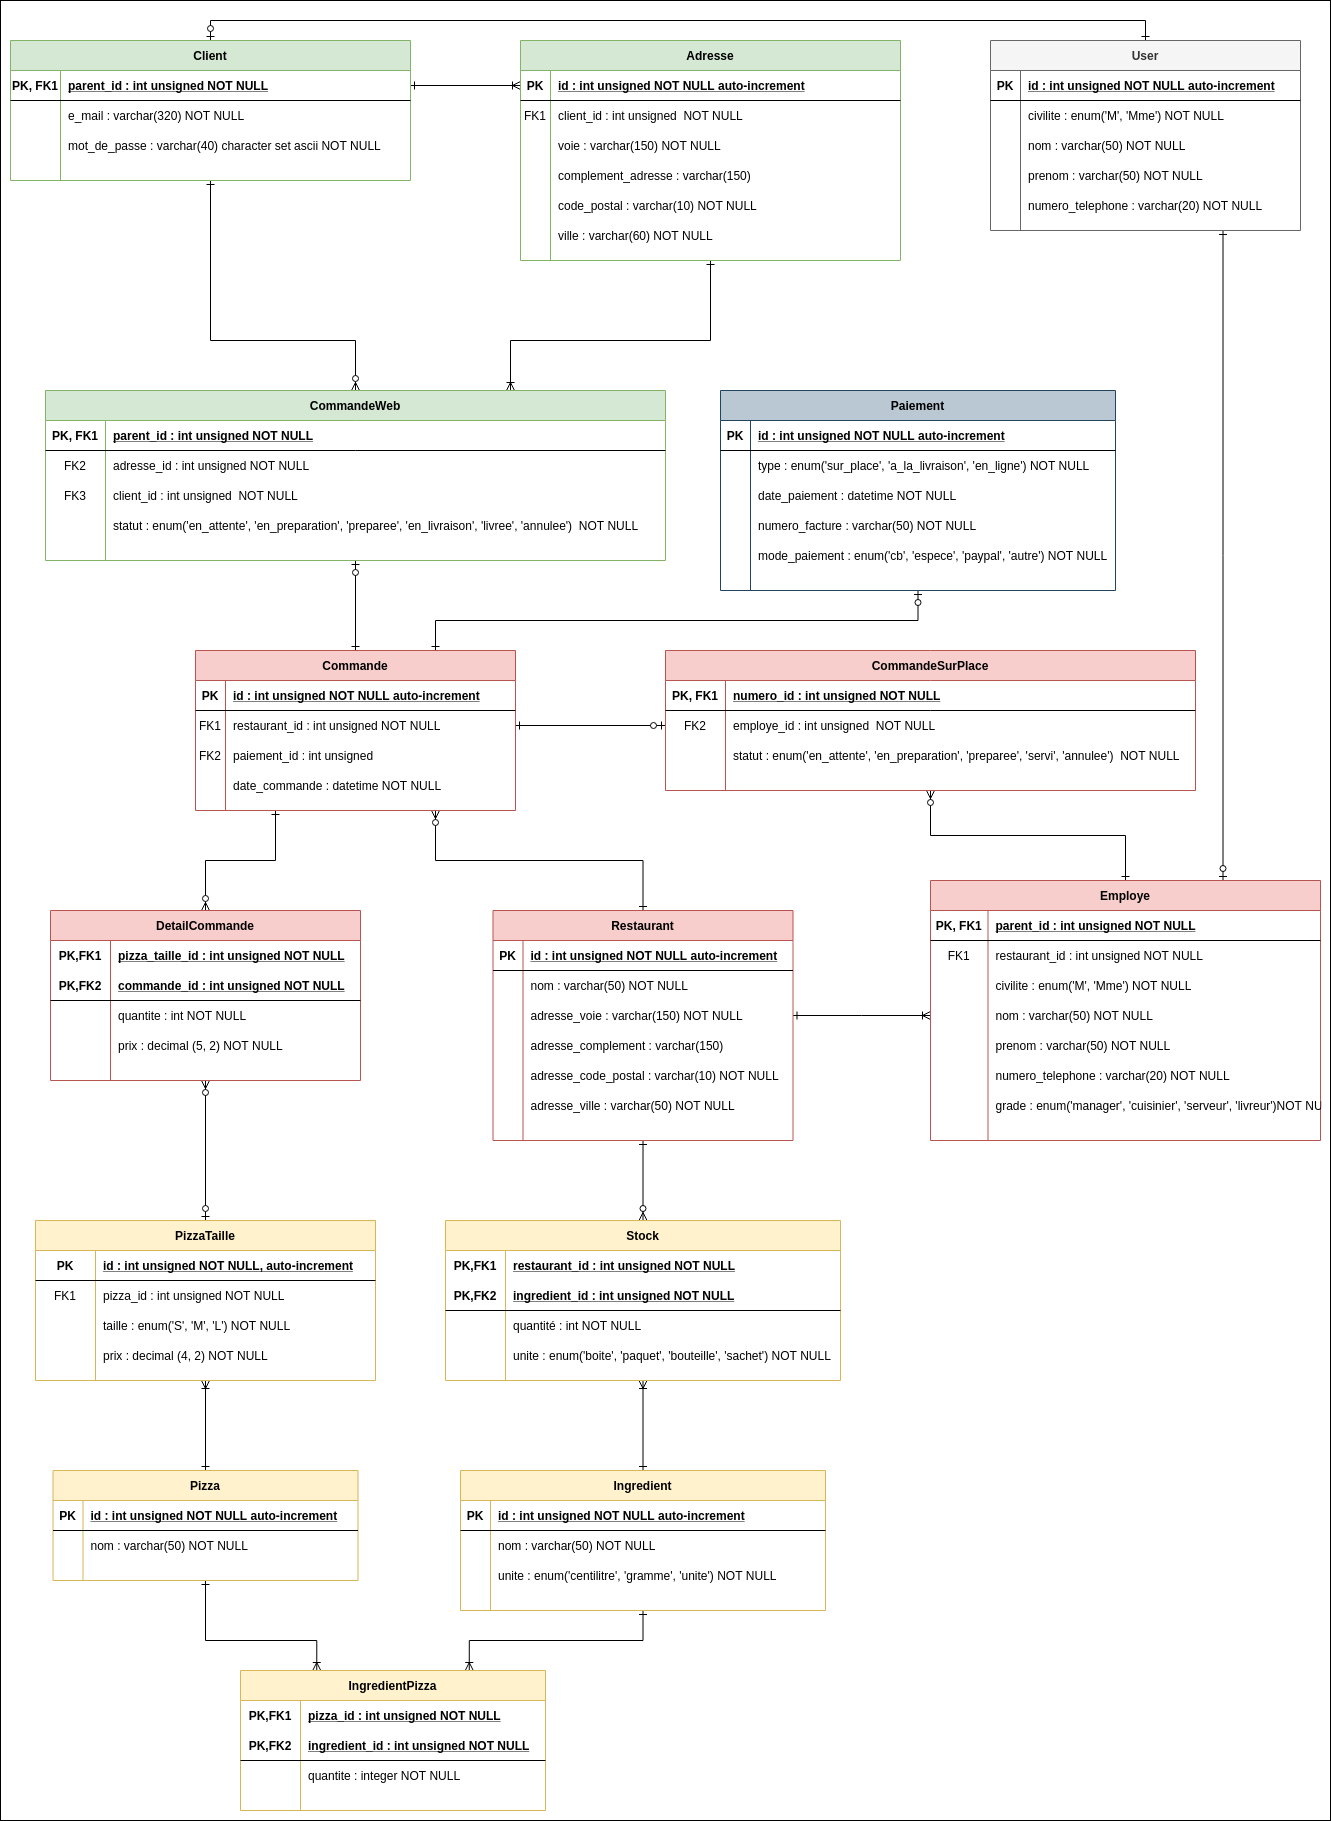 Client
PK, FK1 parent_id : int unsigned NOT NULL
e_mail : varchar(320) NOT NULL
mot_de_passe : varchar(40) character set ascii NOT NULL
Adresse
PK id : int unsigned NOT NULL auto-increment
FK1 client_id : int unsigned  NOT NULL
voie : varchar(150) NOT NULL
complement_adresse : varchar(150)
code_postal : varchar(10) NOT NULL
ville : varchar(60) NOT NULL
User
PK id : int unsigned NOT NULL auto-increment
civilite : enum('M', 'Mme') NOT NULL
nom : varchar(50) NOT NULL
prenom : varchar(50) NOT NULL
numero_telephone : varchar(20) NOT NULL
CommandeWeb
PK, FK1 parent_id : int unsigned NOT NULL
FK2 adresse_id : int unsigned NOT NULL
FK3 client_id : int unsigned  NOT NULL
statut : enum('en_attente', 'en_preparation', 'preparee', 'en_livraison', 'livree', 'annulee')  NOT NULL
Paiement
PK id : int unsigned NOT NULL auto-increment
type : enum('sur_place', 'a_la_livraison', 'en_ligne') NOT NULL
date_paiement : datetime NOT NULL
numero_facture : varchar(50) NOT NULL
mode_paiement : enum('cb', 'espece', 'paypal', 'autre') NOT NULL
Commande
PK id : int unsigned NOT NULL auto-increment
FK1 restaurant_id : int unsigned NOT NULL
FK2 paiement_id : int unsigned
date_commande : datetime NOT NULL
CommandeSurPlace
PK, FK1 numero_id : int unsigned NOT NULL
FK2 employe_id : int unsigned  NOT NULL
statut : enum('en_attente', 'en_preparation', 'preparee', 'servi', 'annulee')  NOT NULL
DetailCommande
PK,FK1 pizza_taille_id : int unsigned NOT NULL
PK,FK2 commande_id : int unsigned NOT NULL
quantite : int NOT NULL
prix : decimal (5, 2) NOT NULL
Restaurant
PK id : int unsigned NOT NULL auto-increment
nom : varchar(50) NOT NULL
adresse_voie : varchar(150) NOT NULL
adresse_complement : varchar(150)
adresse_code_postal : varchar(10) NOT NULL
adresse_ville : varchar(50) NOT NULL
Employe
PK, FK1 parent_id : int unsigned NOT NULL
FK1 restaurant_id : int unsigned NOT NULL
civilite : enum('M', 'Mme') NOT NULL
nom : varchar(50) NOT NULL
prenom : varchar(50) NOT NULL
numero_telephone : varchar(20) NOT NULL
grade : enum('manager', 'cuisinier', 'serveur', 'livreur')NOT NU
PizzaTaille
PK id : int unsigned NOT NULL, auto-increment
FK1 pizza_id : int unsigned NOT NULL
taille : enum('S', 'M', 'L') NOT NULL
prix : decimal (4, 2) NOT NULL
Stock
PK,FK1 restaurant_id : int unsigned NOT NULL
PK,FK2 ingredient_id : int unsigned NOT NULL
quantité : int NOT NULL
unite : enum('boite', 'paquet', 'bouteille', 'sachet') NOT NULL
Pizza
PK id : int unsigned NOT NULL auto-increment
nom : varchar(50) NOT NULL
Ingredient
PK id : int unsigned NOT NULL auto-increment
nom : varchar(50) NOT NULL
unite : enum('centilitre', 'gramme', 'unite') NOT NULL
IngredientPizza
PK,FK1 pizza_id : int unsigned NOT NULL
PK,FK2 ingredient_id : int unsigned NOT NULL
quantite : integer NOT NULL